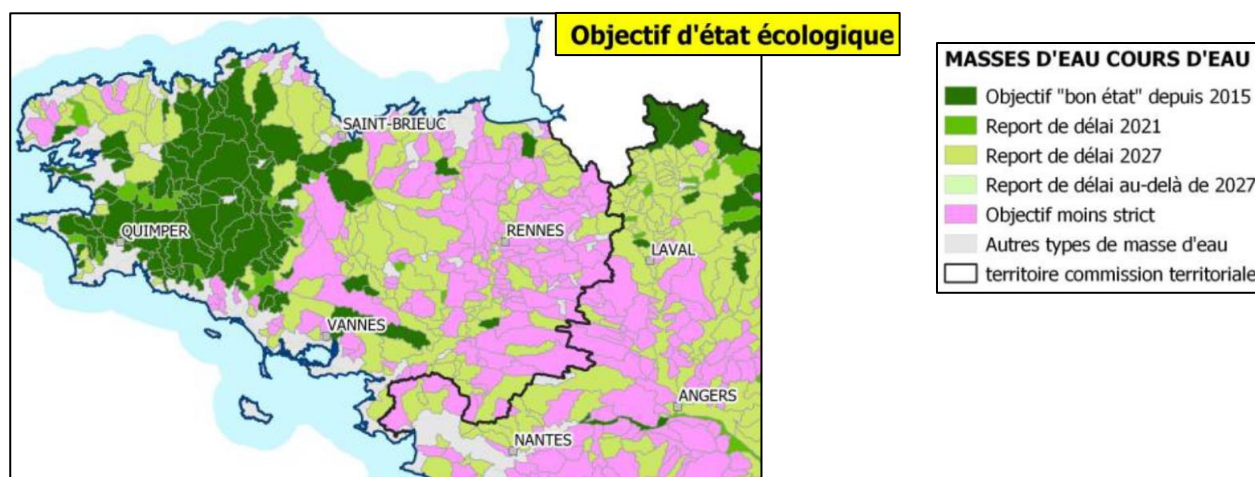 Objectif d'état écologique
SAINT-BRIEUC
QUIMPER
RENNES
LAVAL
VANNES
ANGERS
NANTES
MASSES D'EAU COURS D'EAU
Objectif "bon état" depuis 2015
Report de délai 2021
Report de délai 2027
Report de délai au-delà de 2027
Objectif moins strict
Autres types de masse d'eau
territoire commission territoriale